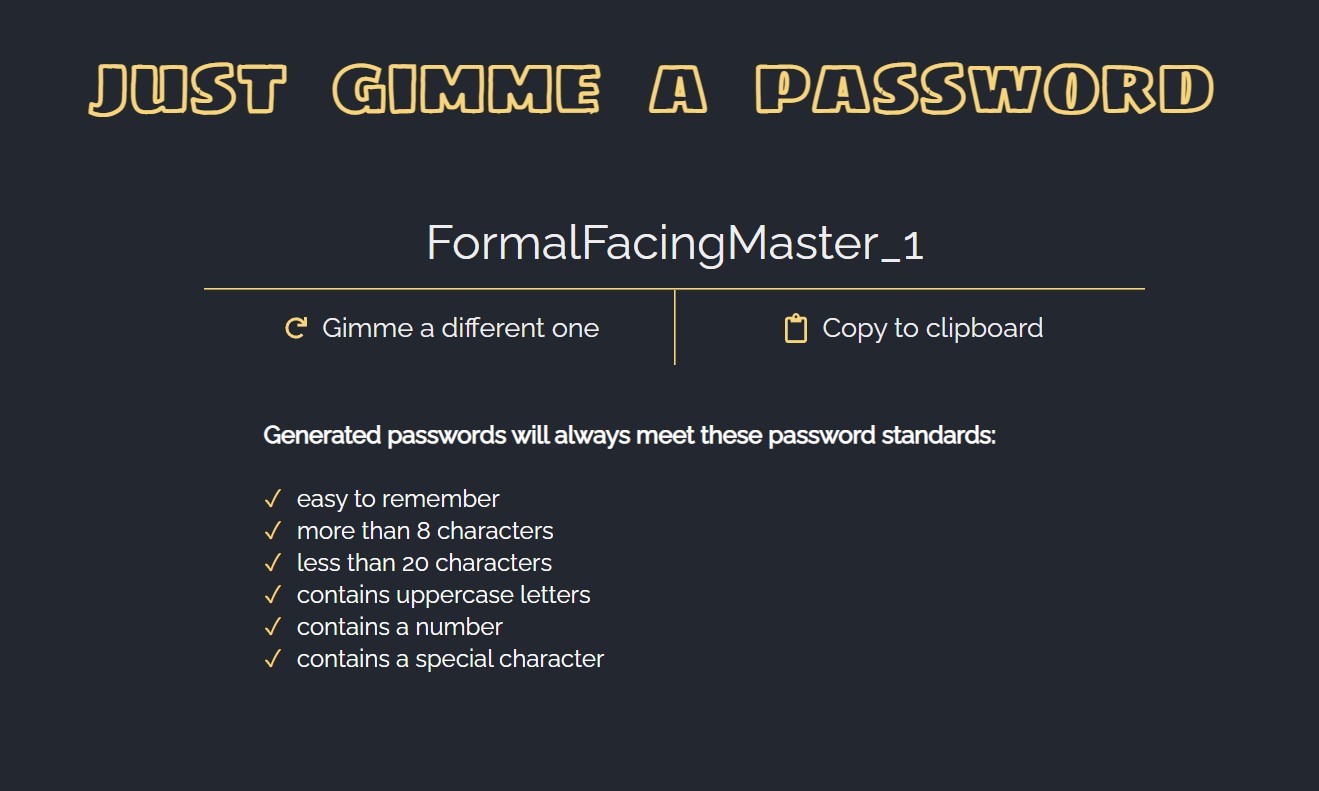 JUST GIMME A PASSWORD
FormalFacingMaster_1
Gimme a different one
Copy to clipboard
Generated passwords will always meet these password standards:
✓ easy to remember
✓ more than 8 characters
✓ less than 20 characters
✓ contains uppercase letters
✓ contains a number
✓ contains a special character